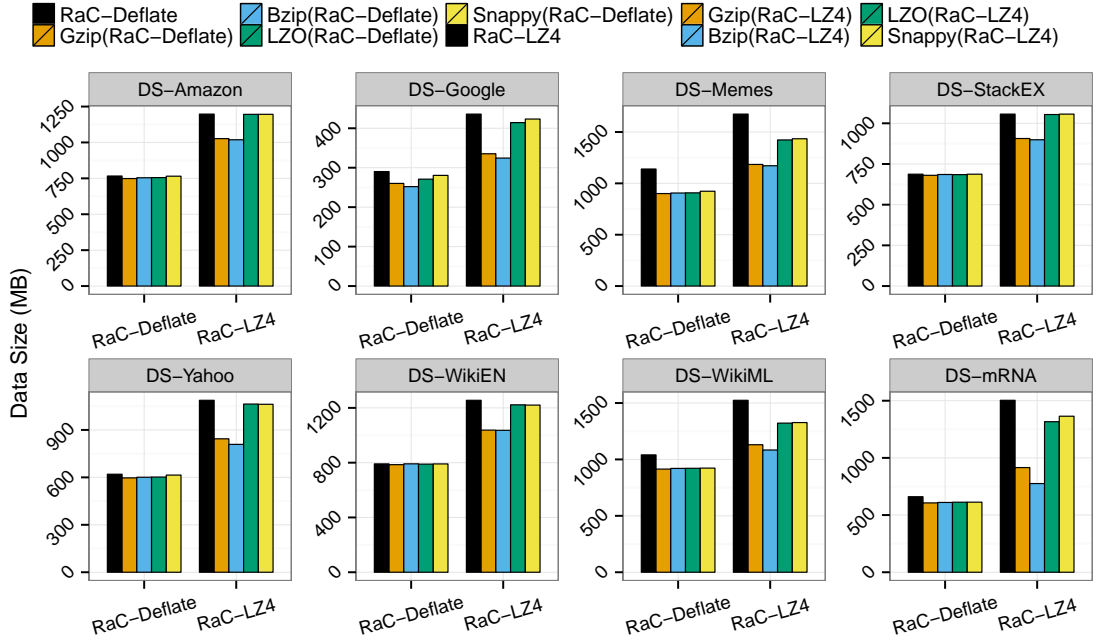 RaC−Deflate Bzip(RaC−Deflate) Snappy(RaC−Deflate) Gzip(RaC−LZ4) LZO(RaC−LZ4)
Gzip(RaC−Deflate) LZO(RaC−Deflate) RaC−LZ4 Bzip(RaC−LZ4) Snappy(RaC−LZ4)
Data Size (MB)
DS−Amazon
1250
1000
750
500
250
0
RaC−Deflate
RaC−LZ4
DS−Google
400
300
200
100
0
RaC−Deflate
RaC−LZ4
DS−Memes
1500
1000
500
0
RaC−Deflate
RaC−LZ4
DS−StackEX
1000
750
500
250
0
RaC−Deflate
RaC−LZ4
DS−Yahoo
900
600
300
0
RaC−Deflate
RaC−LZ4
DS−WikiEN
1200
800
400
0
RaC−Deflate
RaC−LZ4
DS−WikiML
1500
1000
500
0
RaC−Deflate
RaC−LZ4
DS−mRNA
1500
1000
500
0
RaC−Deflate
RaC−LZ4